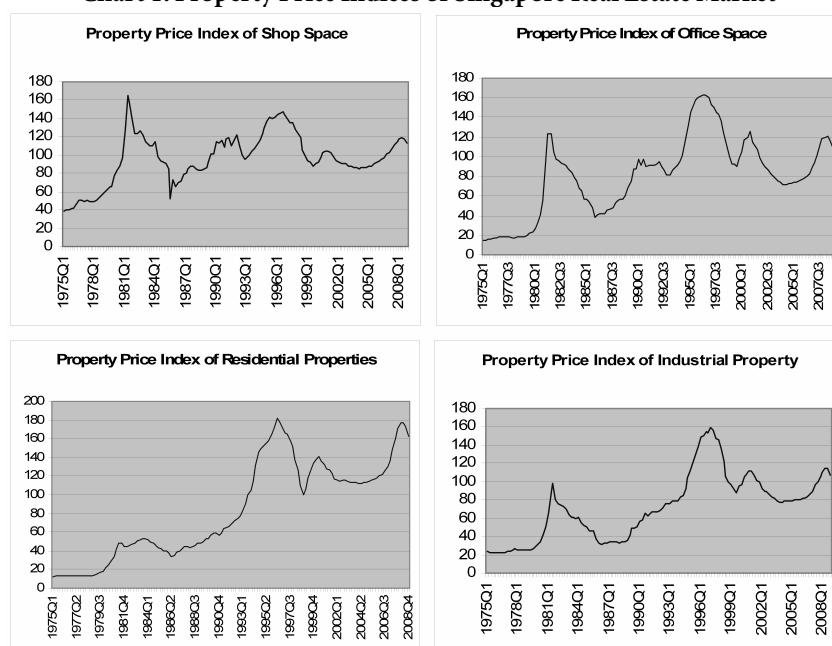 Chart 1: Property Price Indices of Singapore Real Estate Market
Property Price Index of Shop Space
180
160
140
120
100
80
60
40
20
0
1975Q1
1978Q1
1981Q1
1984Q1
1987Q1
1990Q1
1993Q1
1996Q1
1999Q1
2002Q1
2005Q1
2008Q1
Property Price Index of Office Space
180
160
140
120
100
80
60
40
20
0
1975Q1
1977Q3
1980Q1
1982Q3
1985Q1
1987Q3
1990Q1
1992Q3
1995Q1
1997Q3
2000Q1
2002Q3
2005Q1
2007Q3
Property Price Index of Residential Properties
200
180
160
140
120
100
80
60
40
20
0
1975Q1
1977Q2
1979Q3
1981Q4
1984Q1
1986Q2
1988Q3
1990Q4
1993Q1
1995Q2
1997Q3
1999Q4
2002Q1
2004Q2
2006Q3
2008Q4
Property Price Index of Industrial Property
180
160
140
120
100
80
60
40
20
0
1975Q1
1978Q1
1981Q1
1984Q1
1987Q1
1990Q1
1993Q1
1996Q1
1999Q1
2002Q1
2005Q1
2008Q1